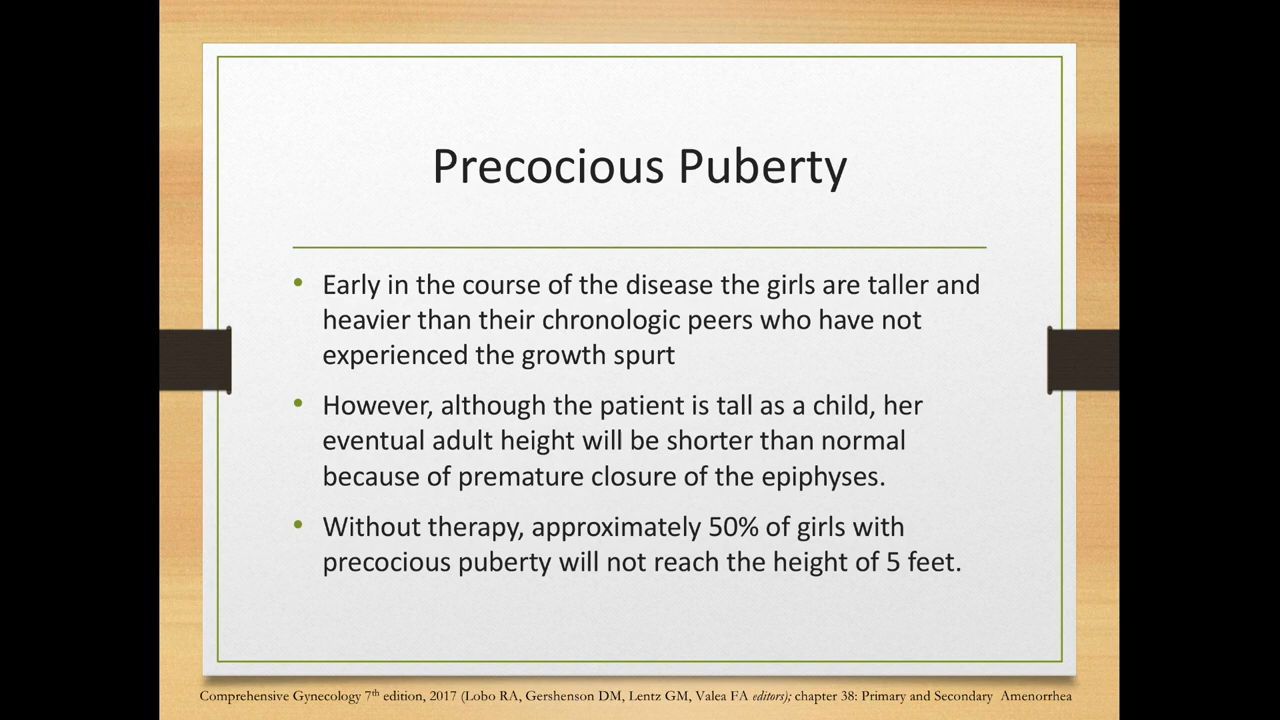 Precocious Puberty
• Early in the course of the disease the girls are taller and
heavier than their chronologic peers who have not
experienced the growth spurt
• However, although the patient is tall as a child, her
eventual adult height will be shorter than normal
because of premature closure of the epiphyses.
• Without therapy, approximately 50% of girls with
precocious puberty will not reach the height of 5 feet.
Comprehensive Gynecology 7th edition, 2017 (Lobo RA, Gershenson DM, Lentz GM, Valea FA editors); chapter 38: Primary and Secondary Amenorrhea